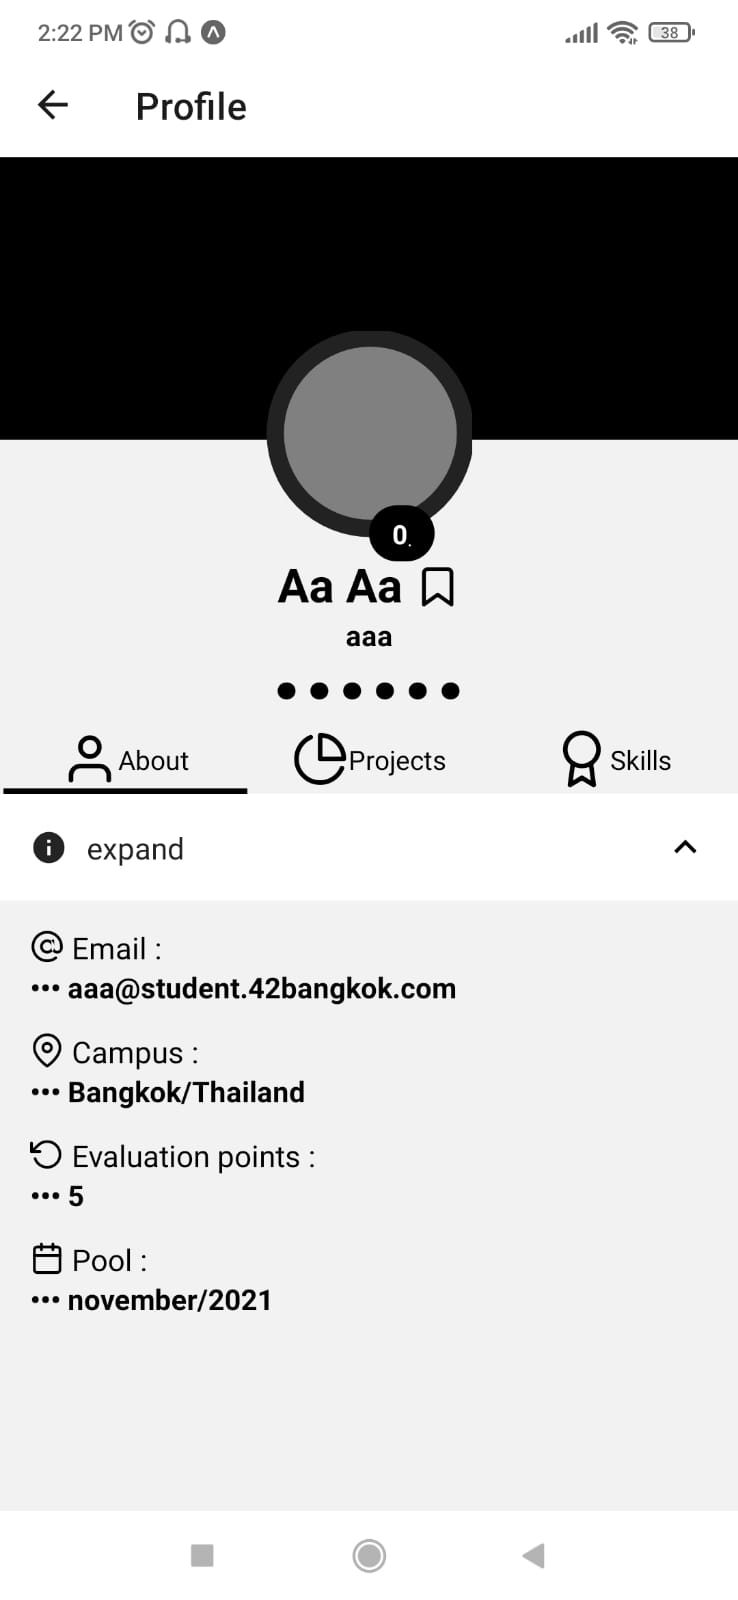 2:22 PM 38
Profile
0.
Aa Aa
aaa
About Projects Skills
expand
Email :
••• aaa@student.42bangkok.com
Campus :
••• Bangkok/Thailand
Evaluation points :
••• 5
Pool :
••• november/2021